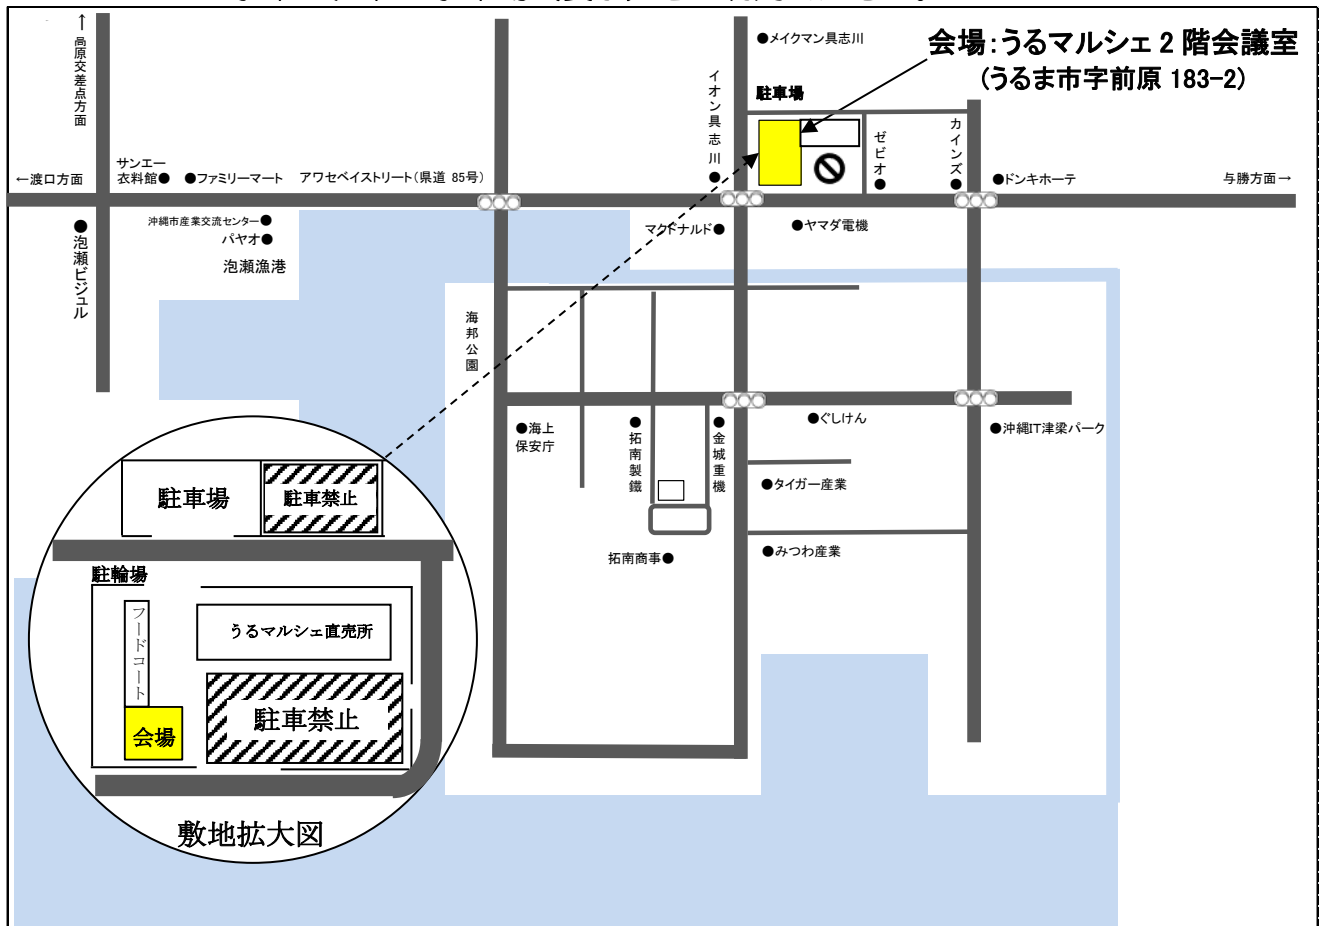 会場:うるマルシェ2階会議室
(うるま市字前原 183-2)
●メイクマン具志川
駐車場
↑高原交差点方面
イオン具志川●
ゼビオ●
カインズ●
●ドンキホーテ
与勝方面→
←渡口方面
サンエー
衣料館●
●ファミリーマート
アワセベイストリート(県道 85号)
●泡瀬ビジュル
沖縄市産業交流センター●
パヤオ●
泡瀬漁港
マクドナルド●
●ヤマダ電機
海邦公園
●海上
保安庁
●拓南製鐵
●金城重機
●ぐしけん
●沖縄IT津梁パーク
●タイガー産業
拓南商事●
●みつわ産業
駐車場
駐車禁止
駐輪場
フードコート
うるマルシェ直売所
会場
駐車禁止
敷地拡大図